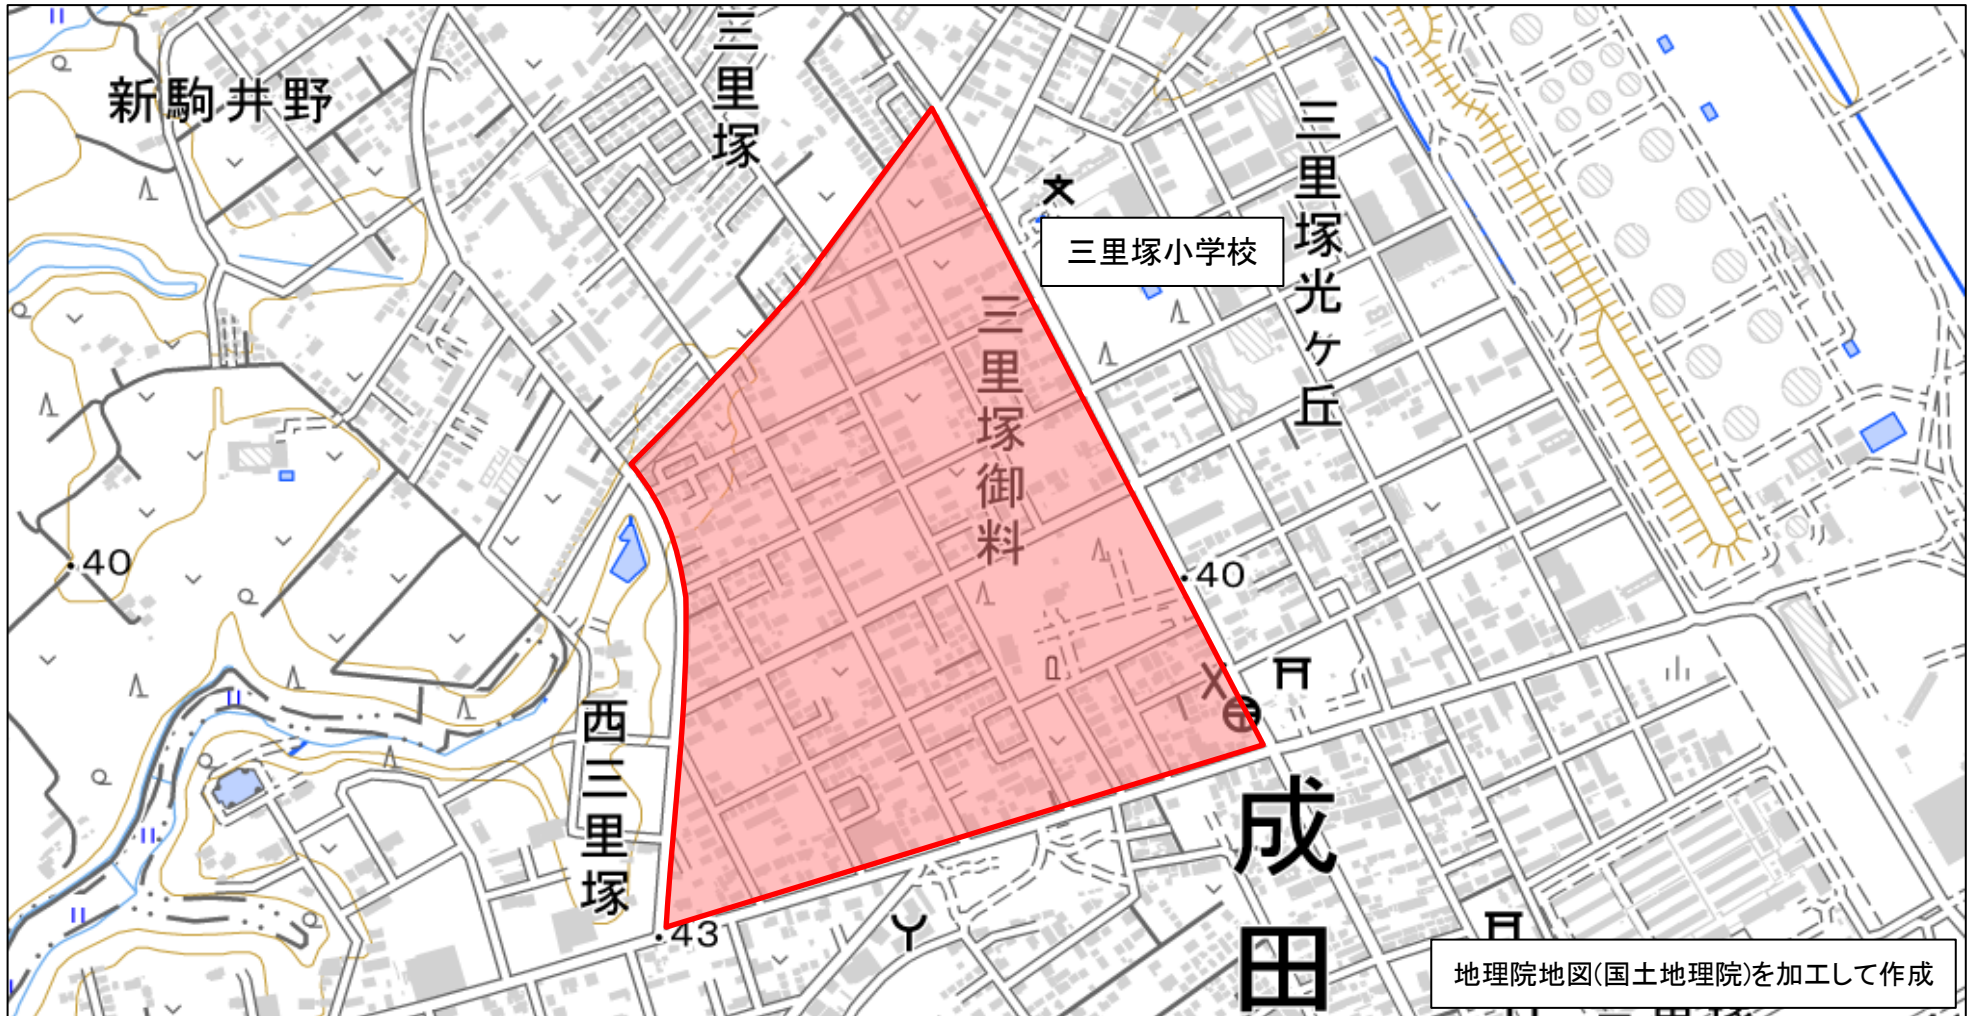 三里塚
新駒井野
三里塚光ヶ丘
三里塚小学校
三里塚御料
40
40
西三里塚
成田
43
地理院地図(国土地理院)を加工して作成